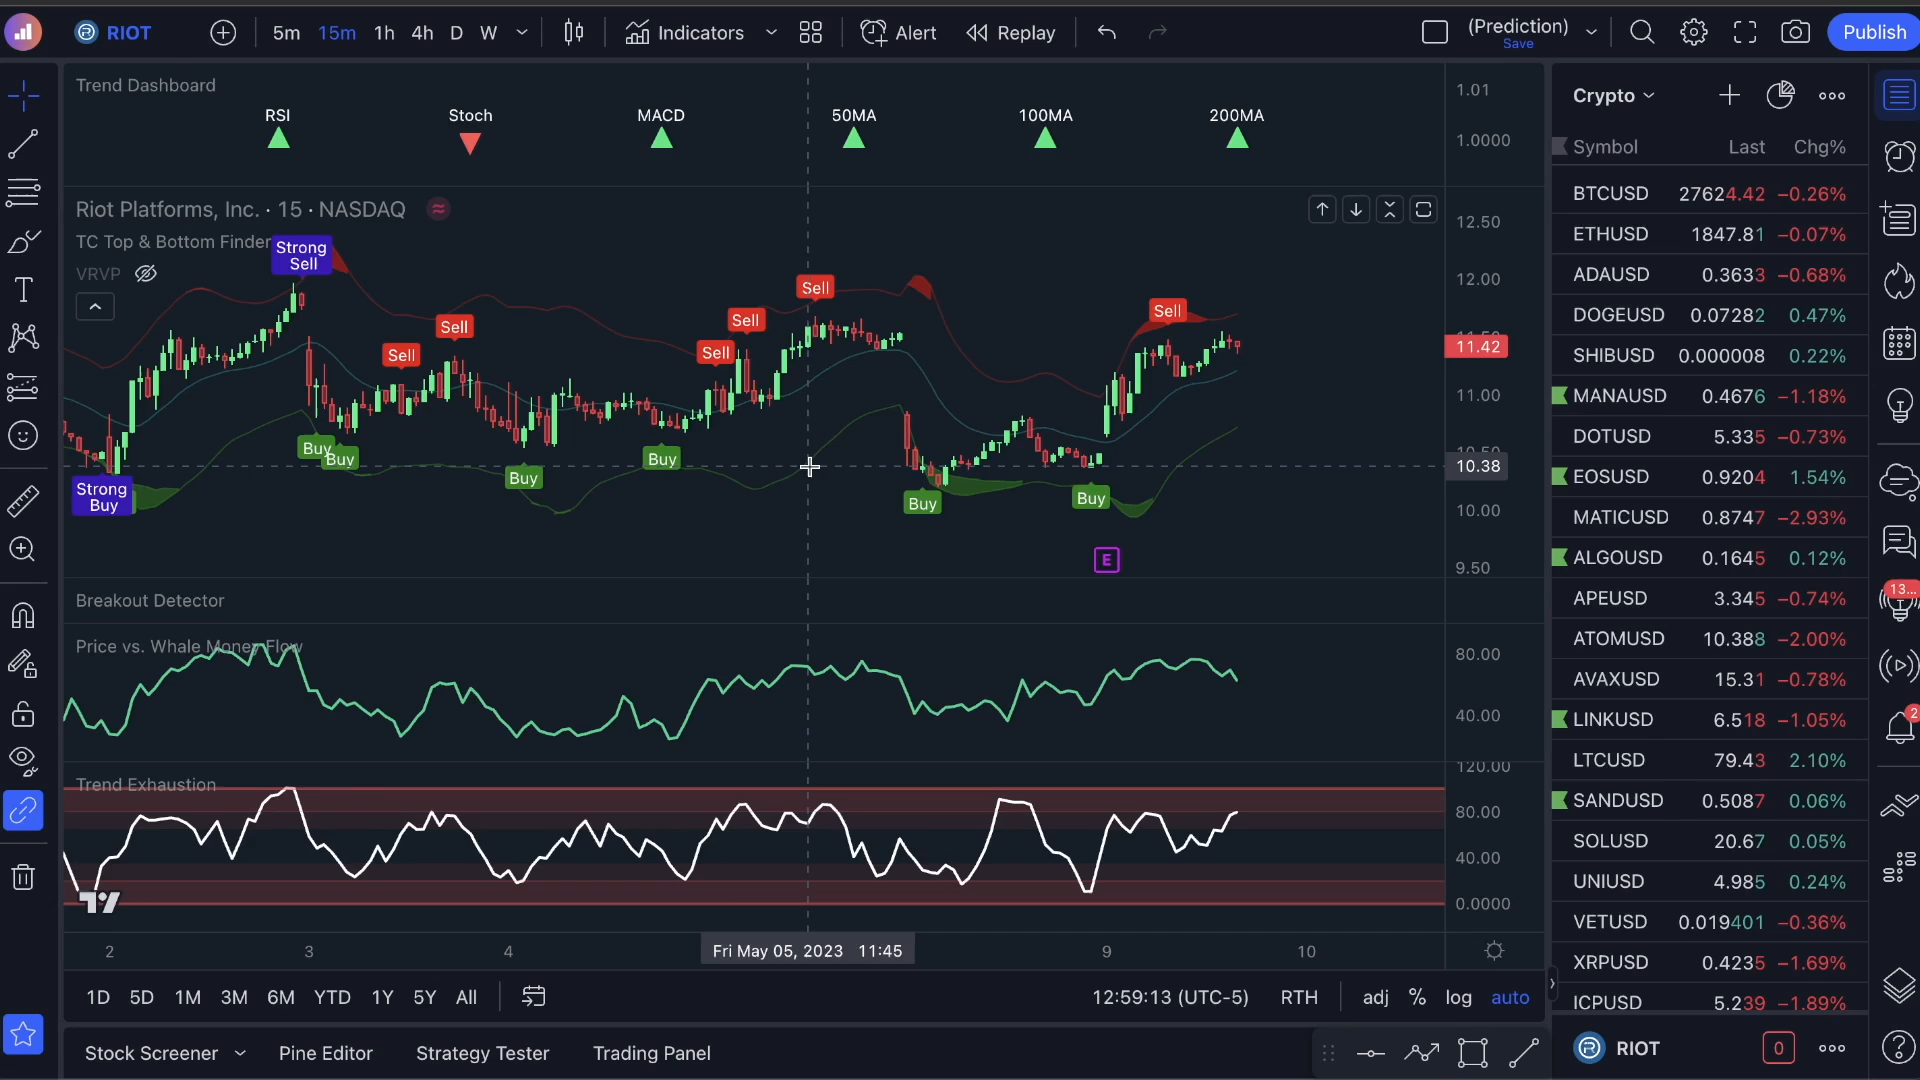 RIOT
5m 15m 1h 4h D W
Indicators
Alert
Replay
(Prediction)
Save
Publish
Trend Dashboard
RSI Stoch MACD 50MA 100MA 200MA
1.01
1.0000
Riot Platforms, Inc. · 15 · NASDAQ
TC Top & Bottom Finder
VRVP
Strong
Sell
Sell
Sell
Sell
Sell
Sell
Sell
Strong
Buy
Buy
Buy
Buy
Buy
Buy
Buy
E
12.50
12.00
11.42
11.00
10.38
10.00
9.50
Breakout Detector
Price vs. Whale Money Flow
80.00
40.00
Trend Exhaustion
120.00
80.00
40.00
0.0000
2 3 4 Fri May 05, 2023 11:45 9 10
1D 5D 1M 3M 6M YTD 1Y 5Y All
12:59:13 (UTC-5) RTH adj % log auto
Stock Screener Pine Editor Strategy Tester Trading Panel
Crypto
Symbol Last Chg%
BTCUSD 27624.42 −0.26%
ETHUSD 1847.81 −0.07%
ADAUSD 0.3633 −0.68%
DOGEUSD 0.07282 0.47%
SHIBUSD 0.000008 0.22%
MANAUSD 0.4676 −1.18%
DOTUSD 5.335 −0.73%
EOSUSD 0.9204 1.54%
MATICUSD 0.8747 −2.93%
ALGOUSD 0.1645 0.12%
APEUSD 3.345 −0.74%
ATOMUSD 10.388 −2.00%
AVAXUSD 15.31 −0.78%
LINKUSD 6.518 −1.05%
LTCUSD 79.43 2.10%
SANDUSD 0.5087 0.06%
SOLUSD 20.67 0.05%
UNIUSD 4.985 0.24%
VETUSD 0.019401 −0.36%
XRPUSD 0.4235 −1.69%
ICPUSD 5.239 −1.89%
RIOT 0
13...
2